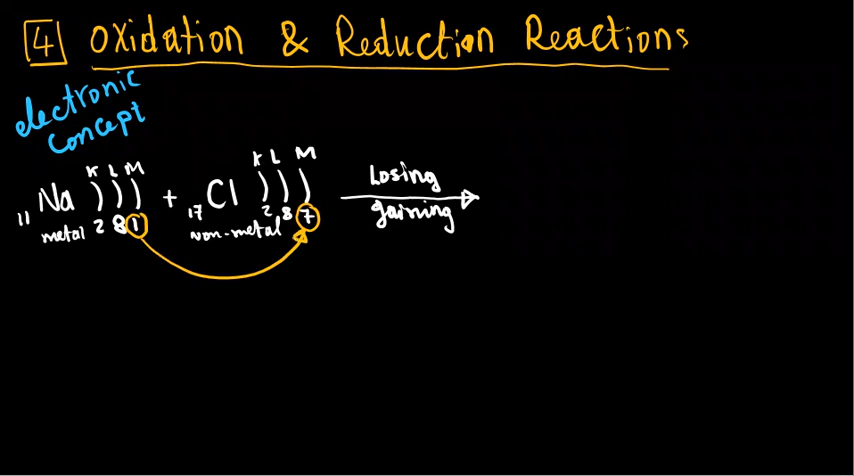 4 Oxidation & Reduction Reactions
electronic
concept
K L M
K L M
11 Na ) ) ) + 17 Cl ) ) )
2 8 1
2 8 7
metal
non-metal
Losing
gaining